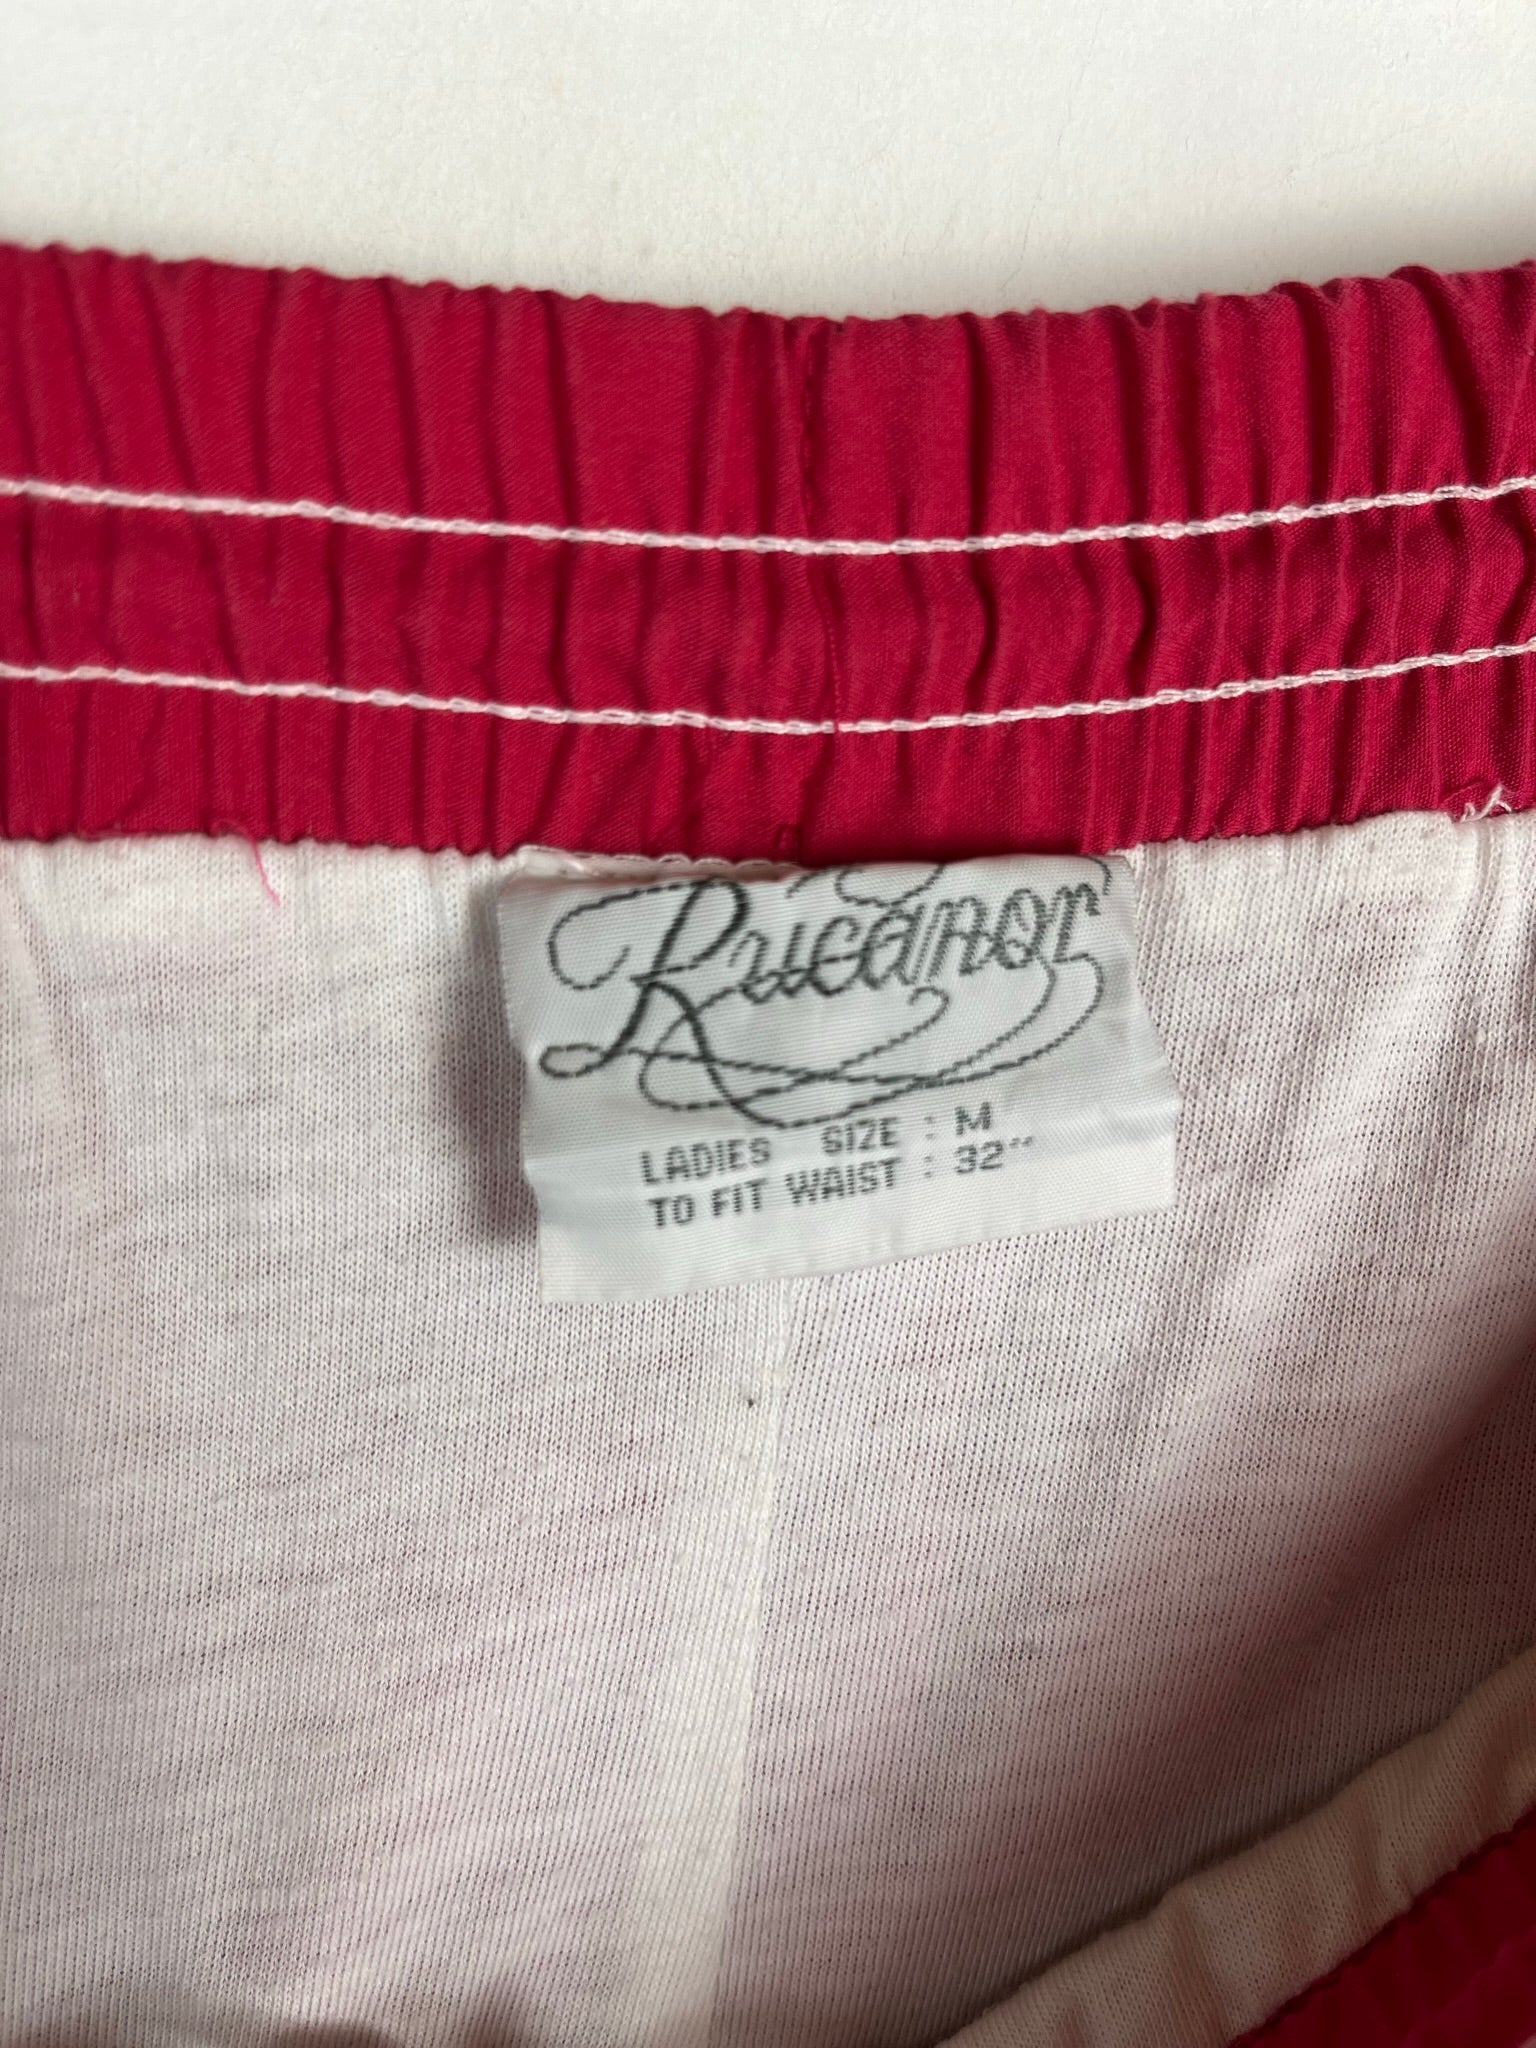 Rucanor
LADIES SIZE : M
TO FIT WAIST : 32"